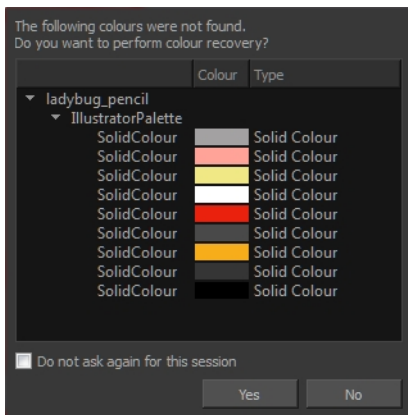 The following colours were not found.
Do you want to perform colour recovery?
Colour Type
ladybug_pencil
IllustratorPalette
SolidColour Solid Colour
SolidColour Solid Colour
SolidColour Solid Colour
SolidColour Solid Colour
SolidColour Solid Colour
SolidColour Solid Colour
SolidColour Solid Colour
SolidColour Solid Colour
SolidColour Solid Colour
Do not ask again for this session
Yes No